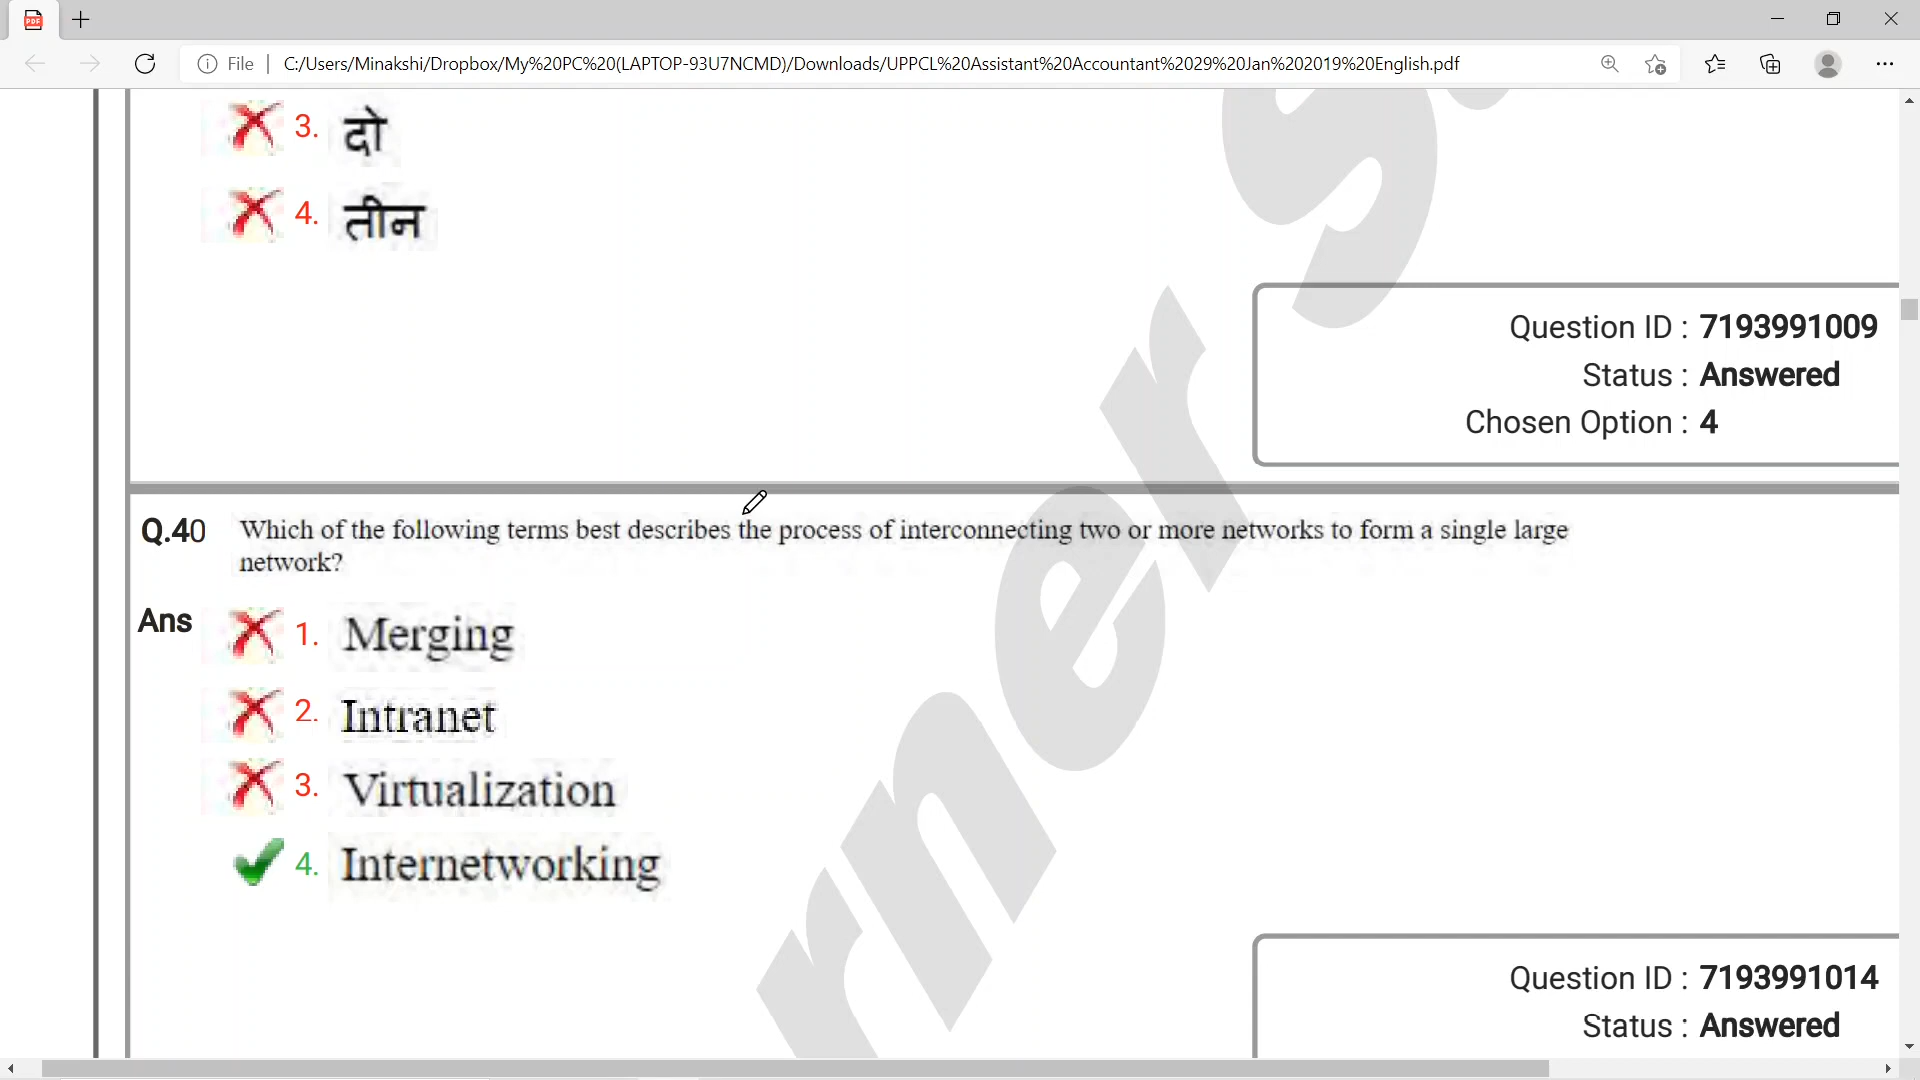 PDF
File
C:/Users/Minakshi/Dropbox/My%20PC%20(LAPTOP-93U7NCMD)/Downloads/UPPCL%20Assistant%20Accountant%2029%20Jan%202019%20English.pdf
3. दो
4. तीन
Question ID : 7193991009
Status : Answered
Chosen Option : 4
Q.40 Which of the following terms best describes the process of interconnecting two or more networks to form a single large
network?
Ans 1. Merging
2. Intranet
3. Virtualization
4. Internetworking
Question ID : 7193991014
Status : Answered
rner s